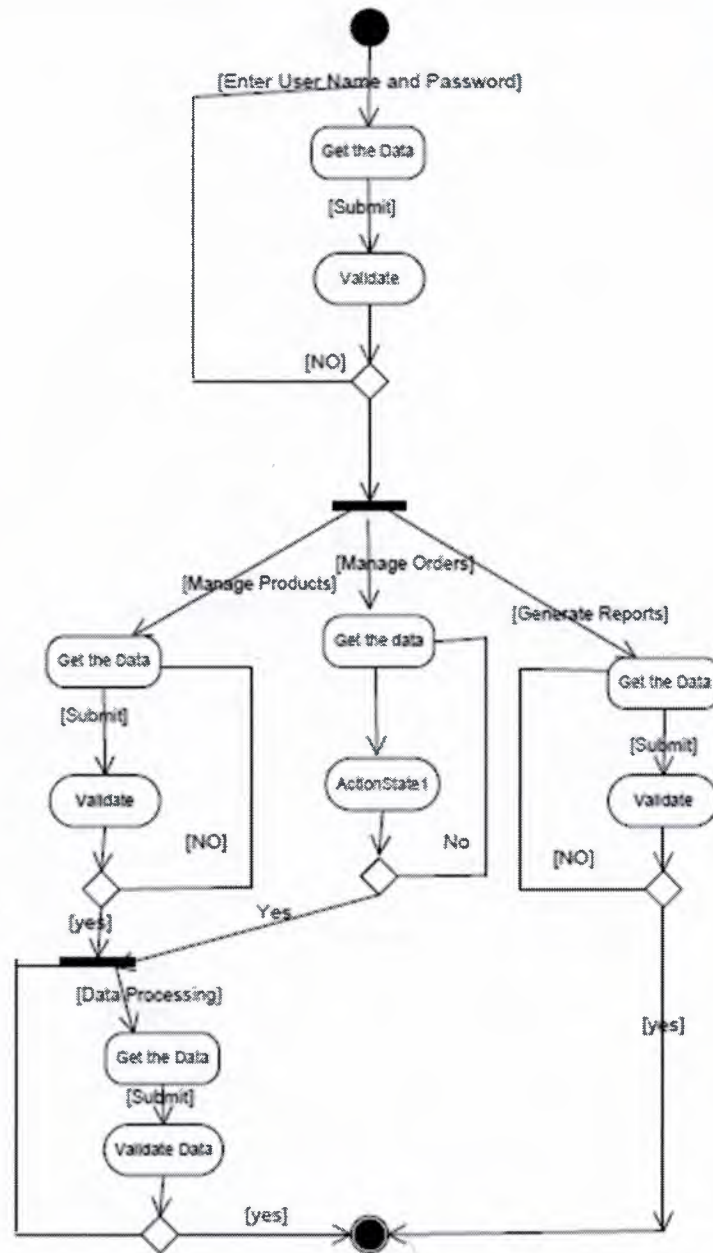 [Enter User Name and Password]
Get the Data
[Submit]
Validate
[NO]
[Manage Products]
[Manage Orders]
[Generate Reports]
Get the Data
Get the data
Get the Data
[Submit]
[Submit]
Validate
ActionState1
Validate
[NO]
No
[NO]
[yes]
Yes
[Data Processing]
[yes]
Get the Data
[Submit]
Validate Data
[yes]